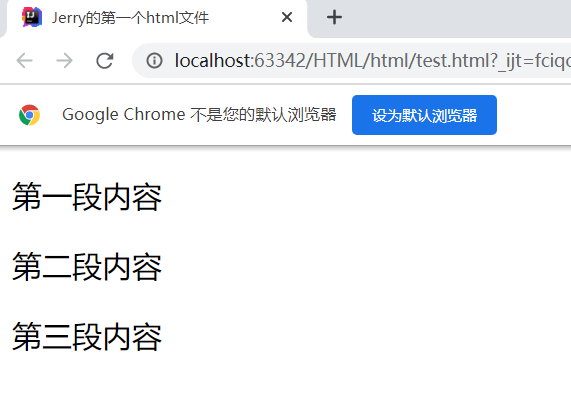 Jerry的第一个html文件
localhost:63342/HTML/html/test.html?_ijt=fciqc
Google Chrome 不是您的默认浏览器 设为默认浏览器
第一段内容
第二段内容
第三段内容